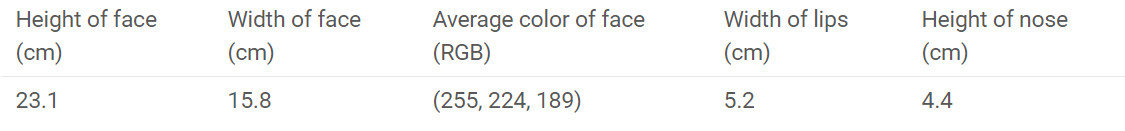 Height of face (cm) Width of face (cm) Average color of face (RGB) Width of lips (cm) Height of nose (cm)
23.1 15.8 (255, 224, 189) 5.2 4.4